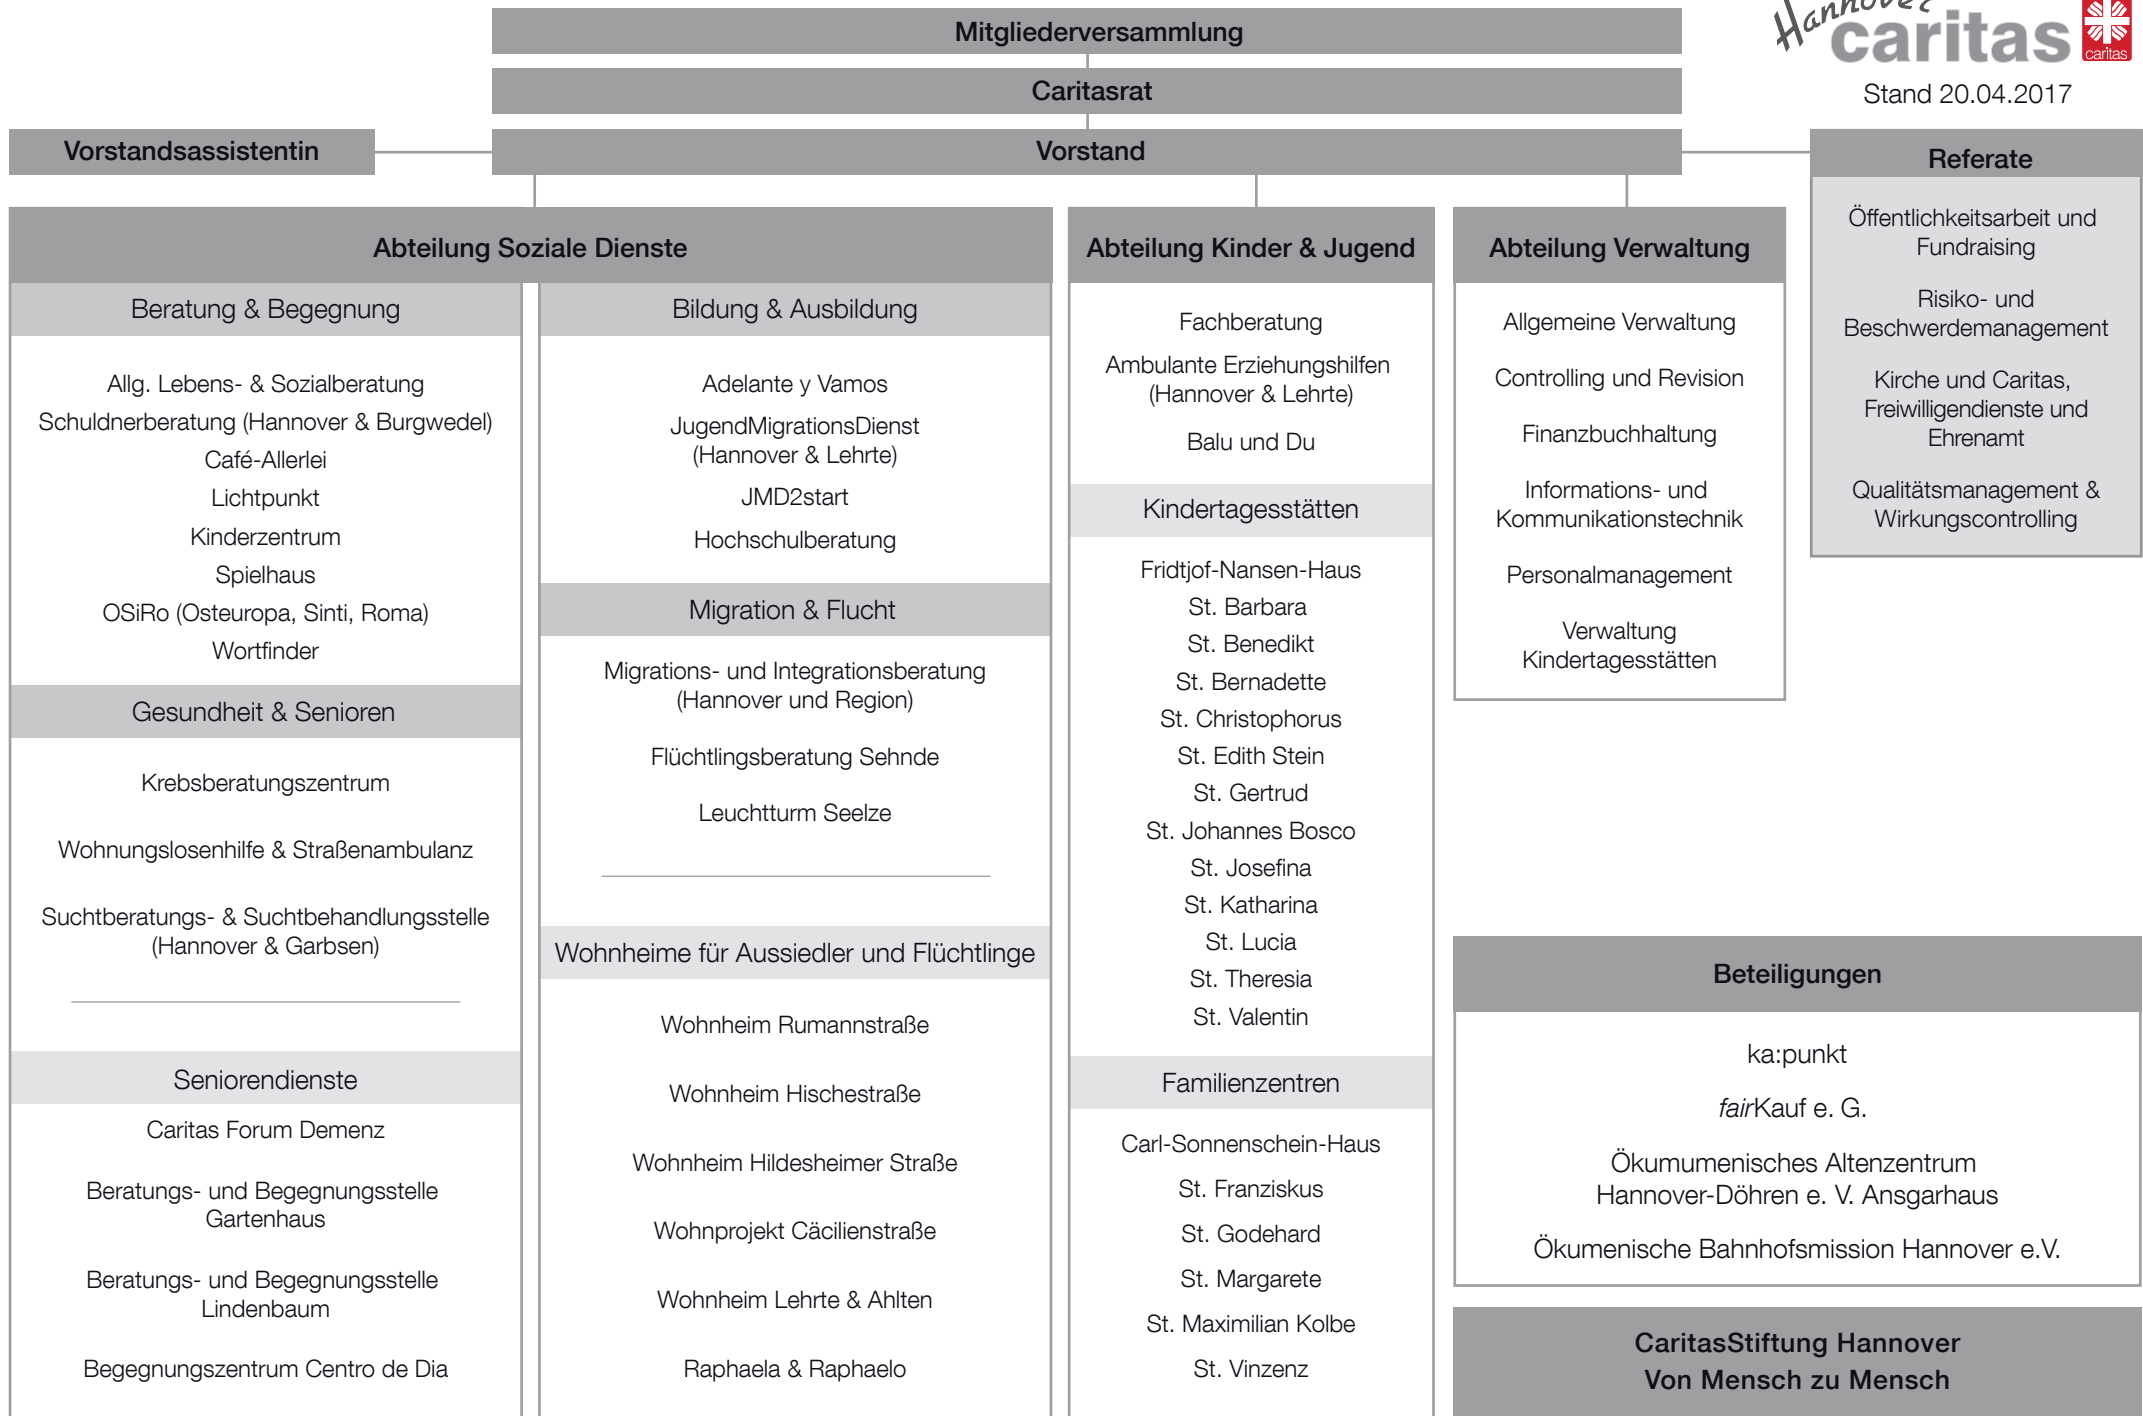 Mitgliederversammlung
Hannover
caritas
caritas
Caritasrat
Stand 20.04.2017
Vorstandsassistentin
Vorstand
Referate
Öffentlichkeitsarbeit und
Fundraising
Risiko- und
Beschwerdemanagement
Kirche und Caritas,
Freiwilligendienste und
Ehrenamt
Qualitätsmanagement &
Wirkungscontrolling
Abteilung Soziale Dienste
Beratung & Begegnung
Allg. Lebens- & Sozialberatung
Schuldnerberatung (Hannover & Burgwedel)
Café-Allerlei
Lichtpunkt
Kinderzentrum
Spielhaus
OSiRo (Osteuropa, Sinti, Roma)
Wortfinder
Gesundheit & Senioren
Krebsberatungszentrum
Wohnungslosenhilfe & Straßenambulanz
Suchtberatungs- & Suchtbehandlungsstelle
(Hannover & Garbsen)
Seniorendienste
Caritas Forum Demenz
Beratungs- und Begegnungsstelle
Gartenhaus
Beratungs- und Begegnungsstelle
Lindenbaum
Begegnungszentrum Centro de Dia
Bildung & Ausbildung
Adelante y Vamos
JugendMigrationsDienst
(Hannover & Lehrte)
JMD2start
Hochschulberatung
Migration & Flucht
Migrations- und Integrationsberatung
(Hannover und Region)
Flüchtlingsberatung Sehnde
Leuchtturm Seelze
Wohnheime für Aussiedler und Flüchtlinge
Wohnheim Rumannstraße
Wohnheim Hischestraße
Wohnheim Hildesheimer Straße
Wohnprojekt Cäcilienstraße
Wohnheim Lehrte & Ahlten
Raphaela & Raphaelo
Abteilung Kinder & Jugend
Fachberatung
Ambulante Erziehungshilfen
(Hannover & Lehrte)
Balu und Du
Kindertagesstätten
Fridtjof-Nansen-Haus
St. Barbara
St. Benedikt
St. Bernadette
St. Christophorus
St. Edith Stein
St. Gertrud
St. Johannes Bosco
St. Josefina
St. Katharina
St. Lucia
St. Theresia
St. Valentin
Familienzentren
Carl-Sonnenschein-Haus
St. Franziskus
St. Godehard
St. Margarete
St. Maximilian Kolbe
St. Vinzenz
Abteilung Verwaltung
Allgemeine Verwaltung
Controlling und Revision
Finanzbuchhaltung
Informations- und
Kommunikationstechnik
Personalmanagement
Verwaltung
Kindertagesstätten
Beteiligungen
ka:punkt
fairKauf e. G.
Ökumumenisches Altenzentrum
Hannover-Döhren e. V. Ansgarhaus
Ökumenische Bahnhofsmission Hannover e.V.
CaritasStiftung Hannover
Von Mensch zu Mensch